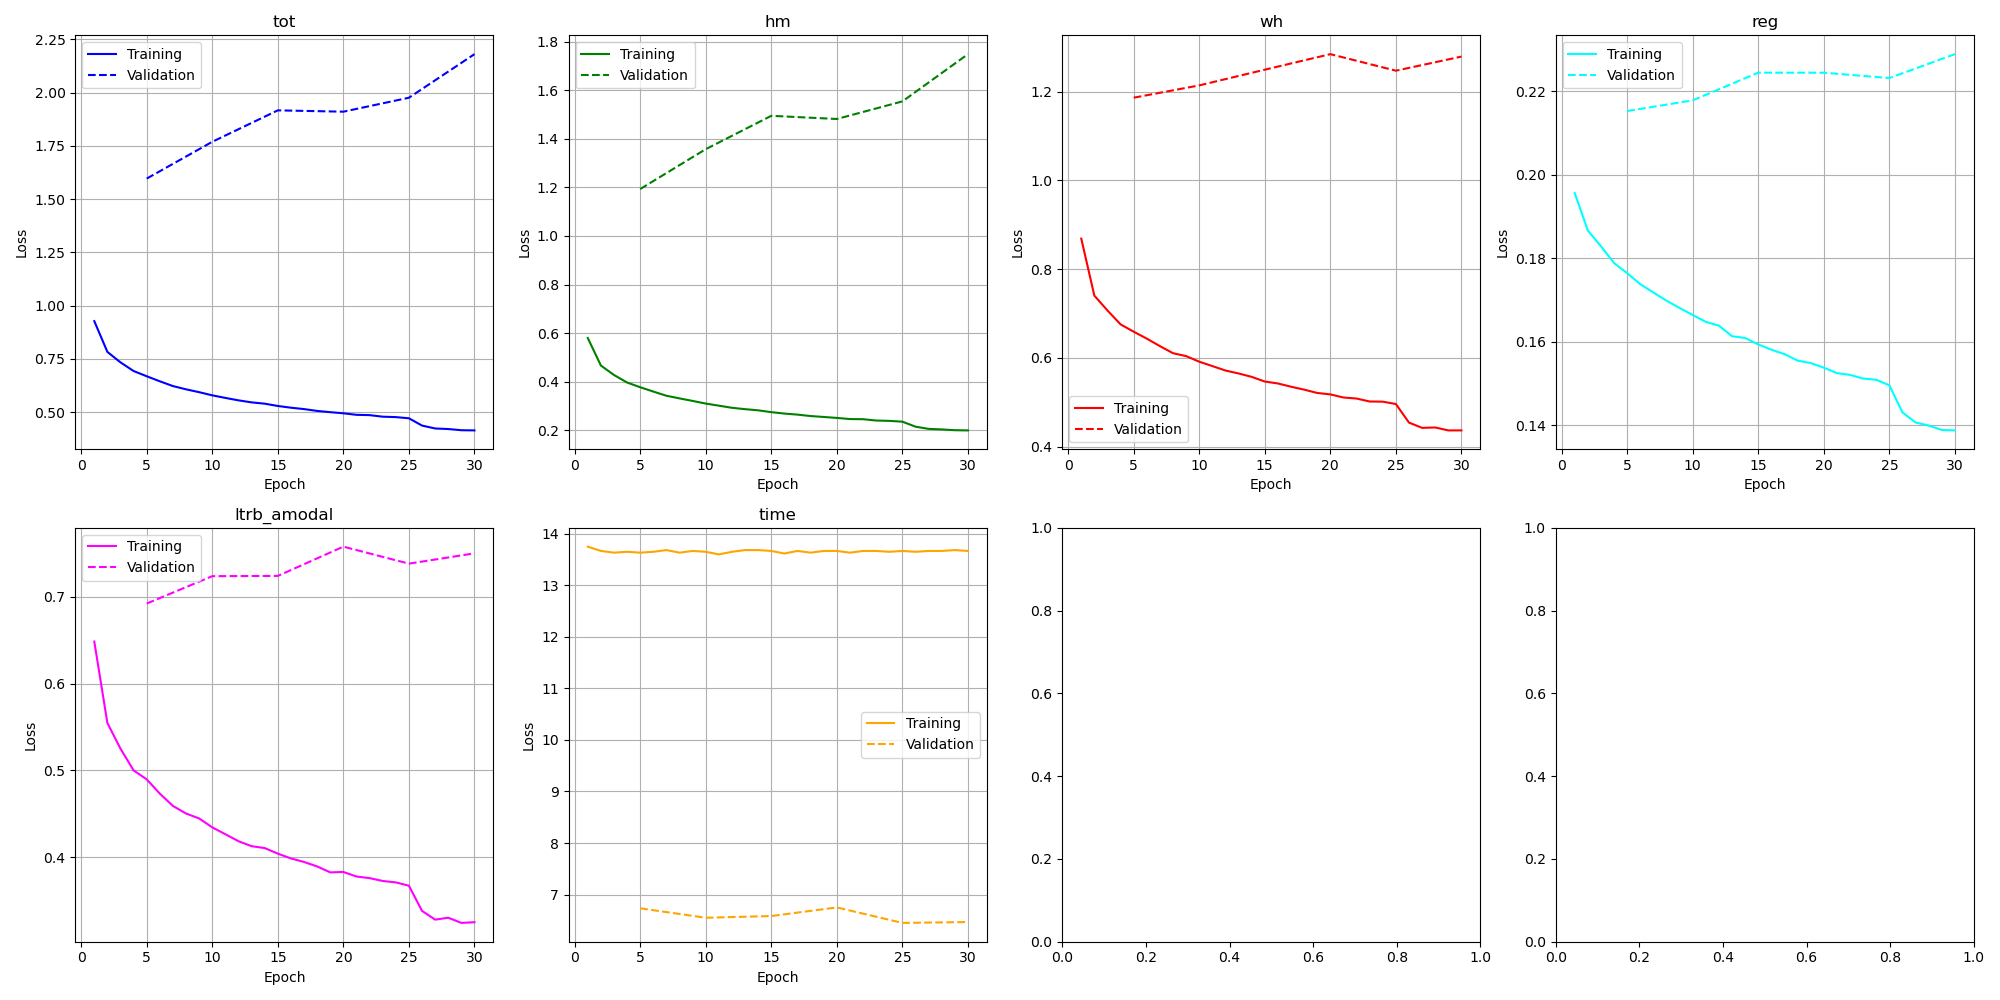 tot
2.25
2.00
1.75
1.50
1.25
1.00
0.75
0.50
Loss
Training
Validation
0 5 10 15 20 25 30
Epoch
hm
1.8
1.6
1.4
1.2
1.0
0.8
0.6
0.4
0.2
Loss
Training
Validation
0 5 10 15 20 25 30
Epoch
wh
1.2
1.0
0.8
0.6
0.4
Loss
Training
Validation
0 5 10 15 20 25 30
Epoch
reg
0.22
0.20
0.18
0.16
0.14
Loss
Training
Validation
0 5 10 15 20 25 30
Epoch
ltrb_amodal
0.7
0.6
0.5
0.4
Loss
Training
Validation
0 5 10 15 20 25 30
Epoch
time
14
13
12
11
10
9
8
7
Loss
Training
Validation
0 5 10 15 20 25 30
Epoch
1.0
0.8
0.6
0.4
0.2
0.0
0.0 0.2 0.4 0.6 0.8 1.0
1.0
0.8
0.6
0.4
0.2
0.0
0.0 0.2 0.4 0.6 0.8 1.0